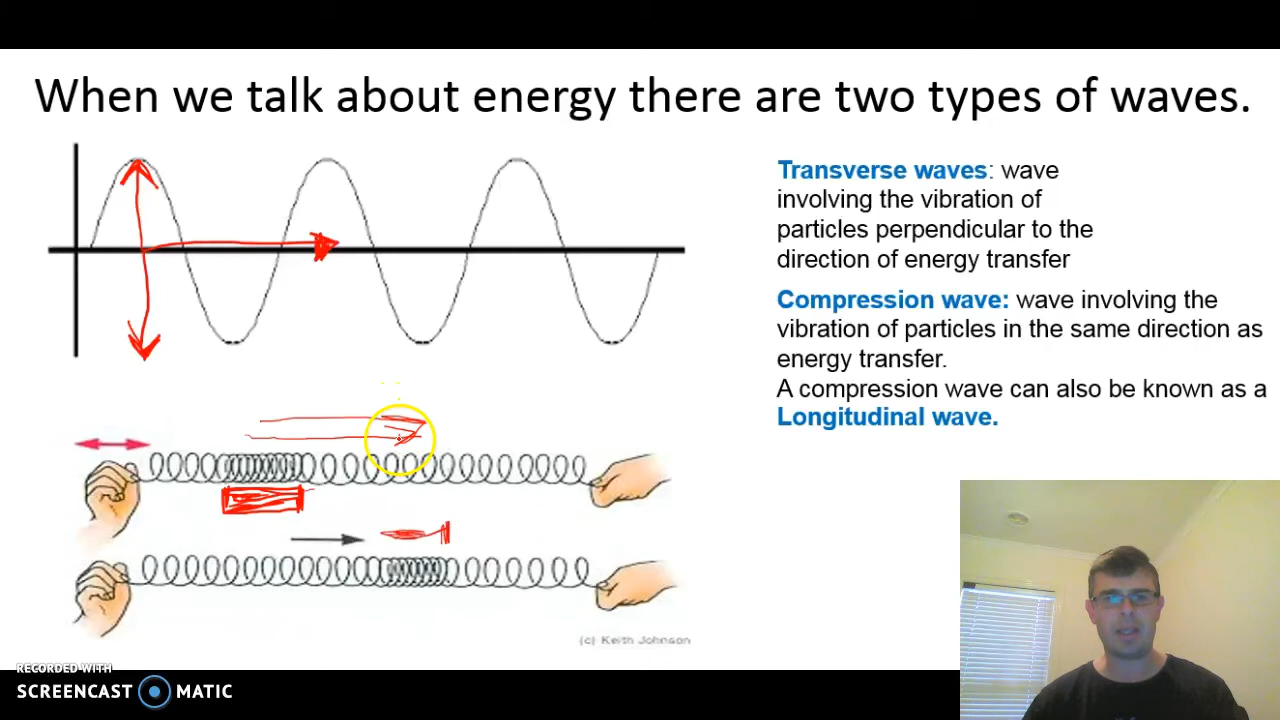 When we talk about energy there are two types of waves.
Transverse waves: wave
involving the vibration of
particles perpendicular to the
direction of energy transfer
Compression wave: wave involving the
vibration of particles in the same direction as
energy transfer.
A compression wave can also be known as a
Longitudinal wave.
(c) Keith Johnson
RECORDED WITH
SCREENCAST MATIC